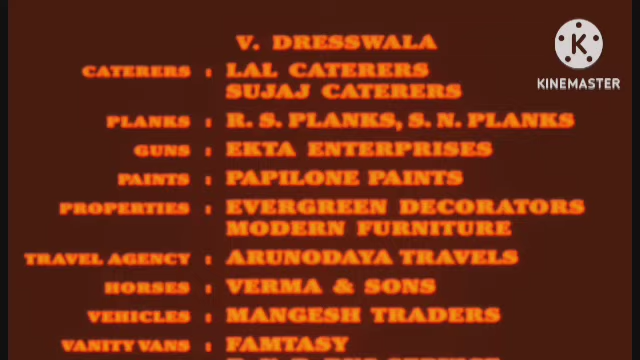 V. DRESSWALA
CATERERS : LAL CATERERS
SUJAJ CATERERS
PLANKS : R. S. PLANKS, S. N. PLANKS
GUNS : EKTA ENTERPRISES
PAINTS : PAPILONE PAINTS
PROPERTIES : EVERGREEN DECORATORS
MODERN FURNITURE
TRAVEL AGENCY : ARUNODAYA TRAVELS
HORSES : VERMA & SONS
VEHICLES : MANGESH TRADERS
VANITY VANS : FAMTASY
K
KINEMASTER